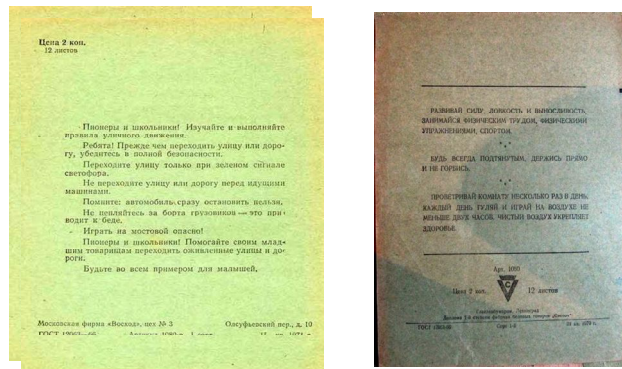 Цена 2 коп.
12 листов
Пионеры и школьники! Изучайте и выполняйте
правила уличного движения.
Ребята! Прежде чем переходить улицу или доро-
гу, убедитесь в полной безопасности.
Переходите улицу только при зеленом сигнале
светофора.
Не переходите улицу или дорогу перед идущими
машинами.
Помните: автомобиль сразу остановить нельзя.
Не цепляйтесь за борта грузовиков — это при-
водит к беде.
Играть на мостовой опасно!
Пионеры и школьники! Помогайте своим млад-
шим товарищам переходить оживленные улицы и до-
роги.
Будьте во всем примером для малышей.
Московская фирма «Восход», цех № 3 Олсуфьевский пер., д. 10
РАЗВИВАЙ СИЛУ, ЛОВКОСТЬ И ВЫНОСЛИВОСТЬ,
ЗАНИМАЙСЯ ФИЗИЧЕСКИМ ТРУДОМ, ФИЗИЧЕСКИМИ
УПРАЖНЕНИЯМИ, СПОРТОМ.
БУДЬ ВСЕГДА ПОДТЯНУТЫМ, ДЕРЖИСЬ ПРЯМО
И НЕ ГОРБИСЬ.
ПРОВЕТРИВАЙ КОМНАТУ НЕСКОЛЬКО РАЗ В ДЕНЬ,
КАЖДЫЙ ДЕНЬ ГУЛЯЙ И ИГРАЙ НА ВОЗДУХЕ НЕ
МЕНЬШЕ ДВУХ ЧАСОВ. ЧИСТЫЙ ВОЗДУХ УКРЕПЛЯЕТ
ЗДОРОВЬЕ.
Арт. 1080
Цена 2 коп. 12 листов
ГОСТ